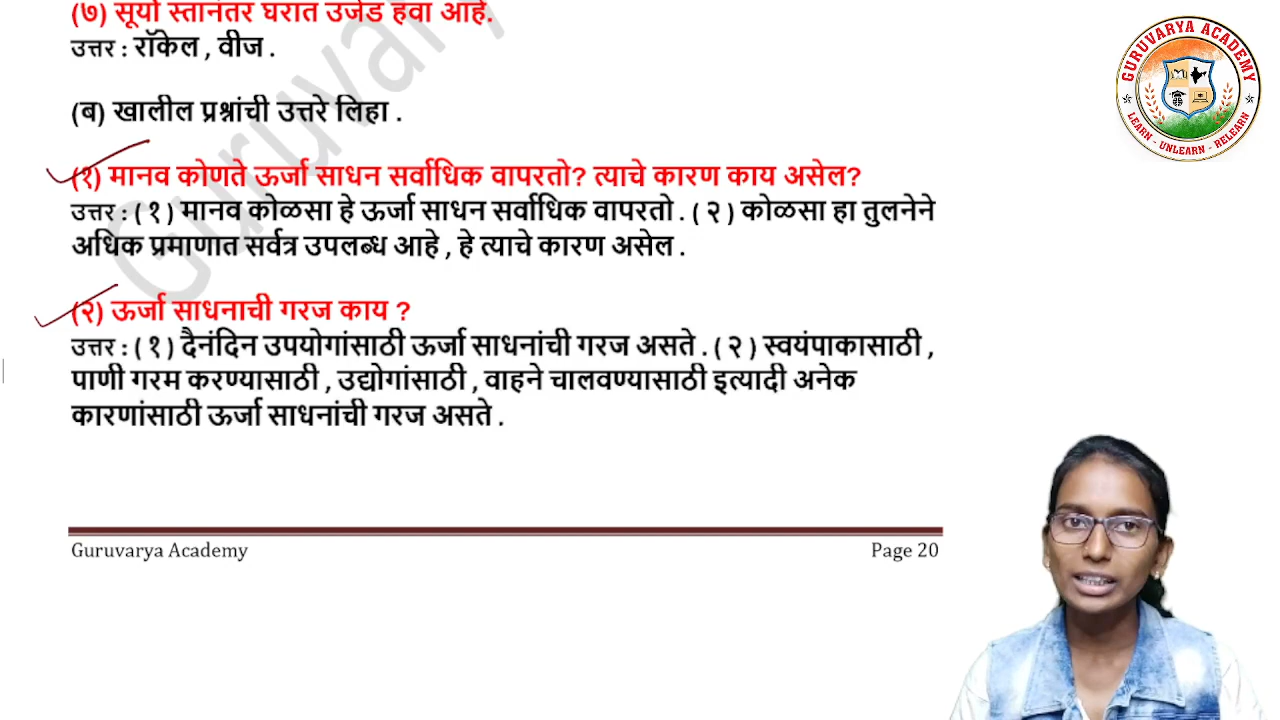 (७) सूर्या स्तानंतर घरात उजेड हवा आहे.
उत्तर : रॉकेल , वीज .
(ब) खालील प्रश्नांची उत्तरे लिहा .
(१) मानव कोणते ऊर्जा साधन सर्वाधिक वापरतो? त्याचे कारण काय असेल?
उत्तर : ( १ ) मानव कोळसा हे ऊर्जा साधन सर्वाधिक वापरतो . ( २ ) कोळसा हा तुलनेने
अधिक प्रमाणात सर्वत्र उपलब्ध आहे , हे त्याचे कारण असेल .
(२) ऊर्जा साधनाची गरज काय ?
उत्तर : ( १ ) दैनंदिन उपयोगांसाठी ऊर्जा साधनांची गरज असते . ( २ ) स्वयंपाकासाठी ,
पाणी गरम करण्यासाठी , उद्योगांसाठी , वाहने चालवण्यासाठी इत्यादी अनेक
कारणांसाठी ऊर्जा साधनांची गरज असते .
Guruvarya Academy
Page 20
GURUVARYA ACADEMY
LEARN - UNLEARN - RELEARN
Guruvary